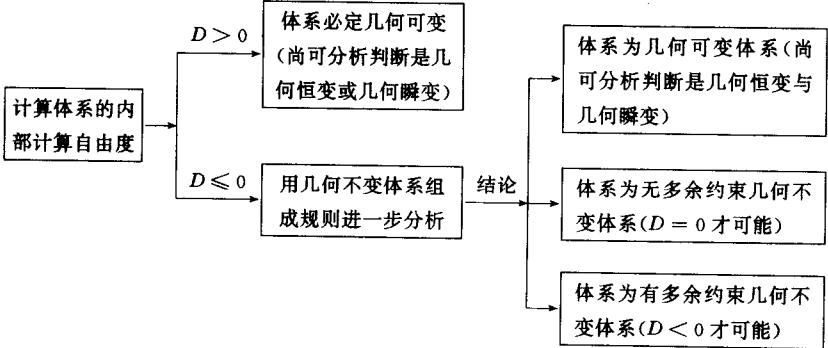 计算体系的内
部计算自由度
D > 0
体系必定几何可变
(尚可分析判断是几
何恒变或几何瞬变)
D ≤ 0
用几何不变体系组
成规则进一步分析
结论
体系为几何可变体系(尚
可分析判断是几何恒变与
几何瞬变)
体系为无多余约束几何不
变体系(D = 0 才可能)
体系为有多余约束几何不
变体系(D < 0 才可能)